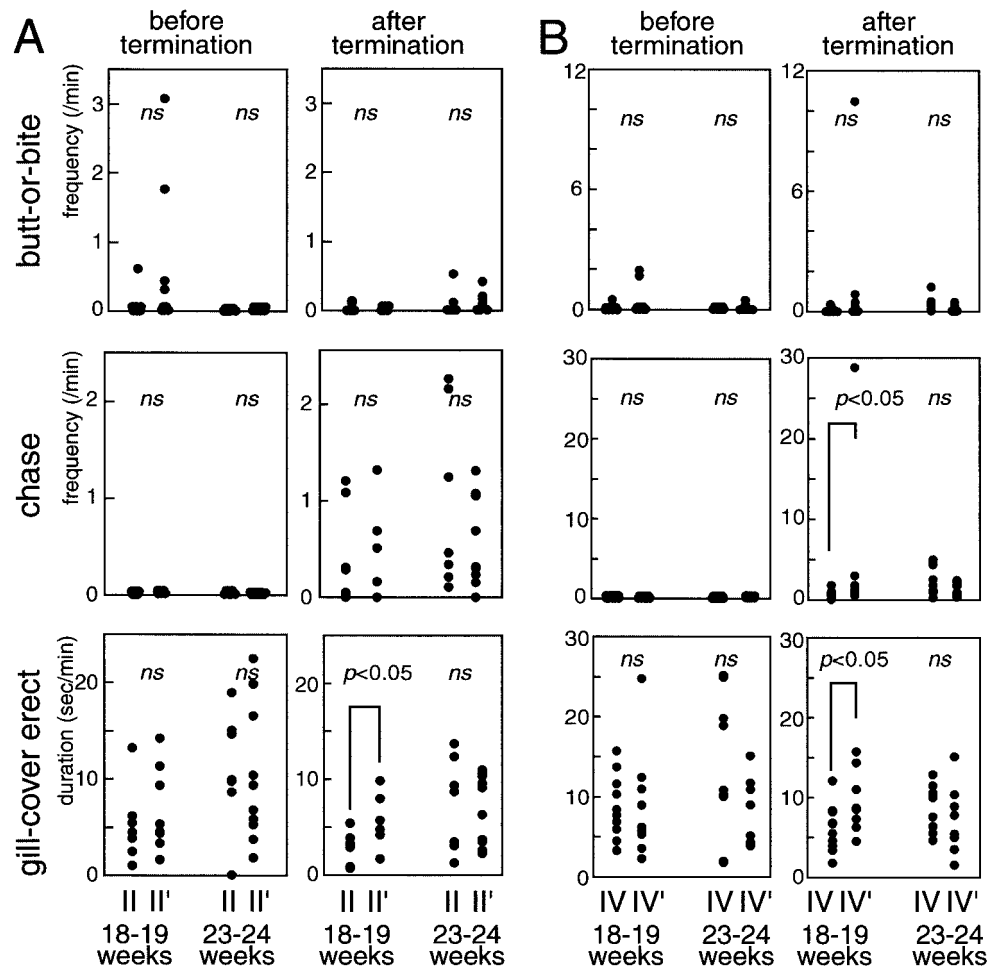 A
before
termination
after
termination
B
before
termination
after
termination
butt-or-bite
frequency (/min)
3
2
1
0
ns
ns
3
2
1
0
ns
ns
12
6
0
ns
ns
12
6
0
ns
ns
chase
frequency (/min)
2
1
0
ns
ns
2
1
0
ns
ns
30
20
10
0
ns
ns
30
20
10
0
p<0.05
ns
gill-cover erect
duration (sec/min)
20
10
0
ns
ns
20
10
0
p<0.05
ns
30
20
10
0
ns
ns
30
20
10
0
p<0.05
ns
II II' II II'
18-19 23-24
weeks weeks
II II' II II'
18-19 23-24
weeks weeks
IV IV' IV IV'
18-19 23-24
weeks weeks
IV IV' IV IV'
18-19 23-24
weeks weeks